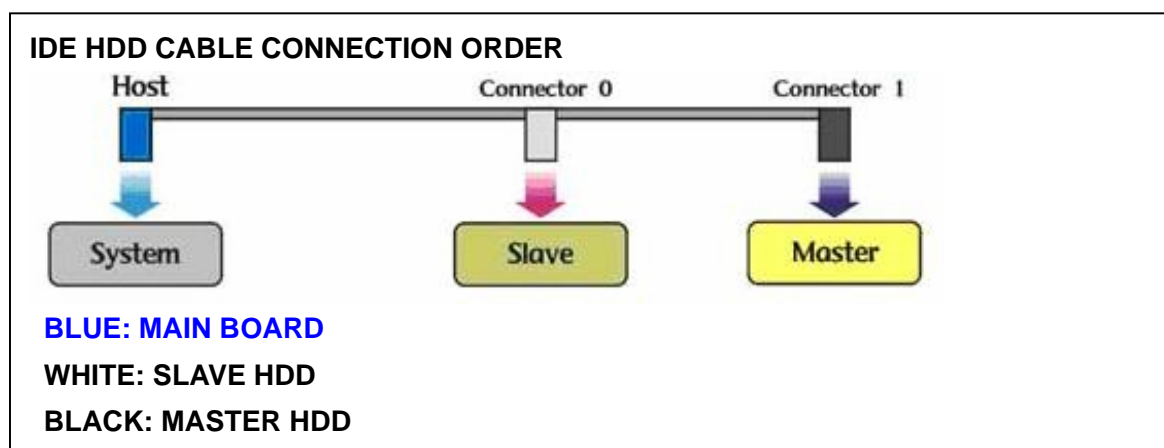 IDE HDD CABLE CONNECTION ORDER
Host Connector 0 Connector 1
System Slave Master
BLUE: MAIN BOARD
WHITE: SLAVE HDD
BLACK: MASTER HDD